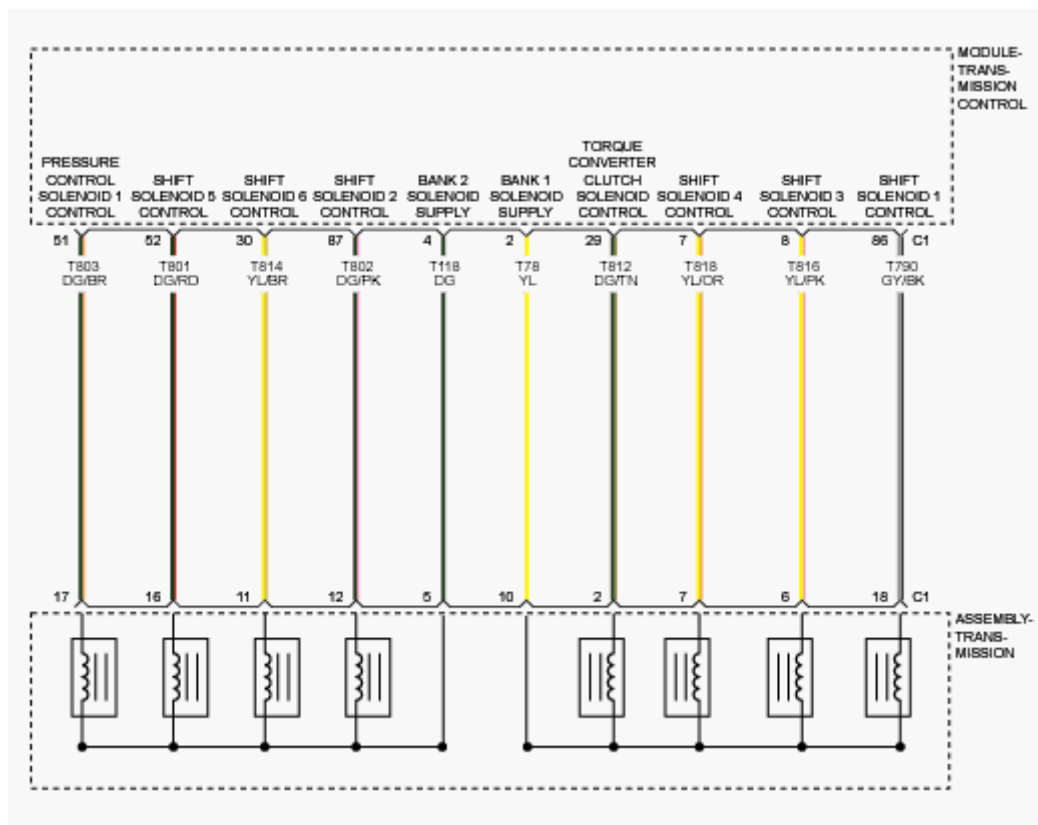 MODULE-
TRANS-
MISSION
CONTROL
PRESSURE
CONTROL
SOLENOID 1
CONTROL
SHIFT
SOLENOID 5
CONTROL
SHIFT
SOLENOID 6
CONTROL
SHIFT
SOLENOID 2
CONTROL
BANK 2
SOLENOID
SUPPLY
BANK 1
SOLENOID
SUPPLY
TORQUE
CONVERTER
CLUTCH
SOLENOID
CONTROL
SHIFT
SOLENOID 4
CONTROL
SHIFT
SOLENOID 3
CONTROL
SHIFT
SOLENOID 1
CONTROL
51 52 30 87 4 2 29 7 8 86 C1
T803 T801 T814 T802 T118 T78 T812 T818 T816 T790
DG/BR DG/RD YL/BR DG/PK DG YL DG/TN YL/OR YL/PK GY/BK
17 16 11 12 5 10 2 7 6 18 C1
ASSEMBLY-
TRANS-
MISSION